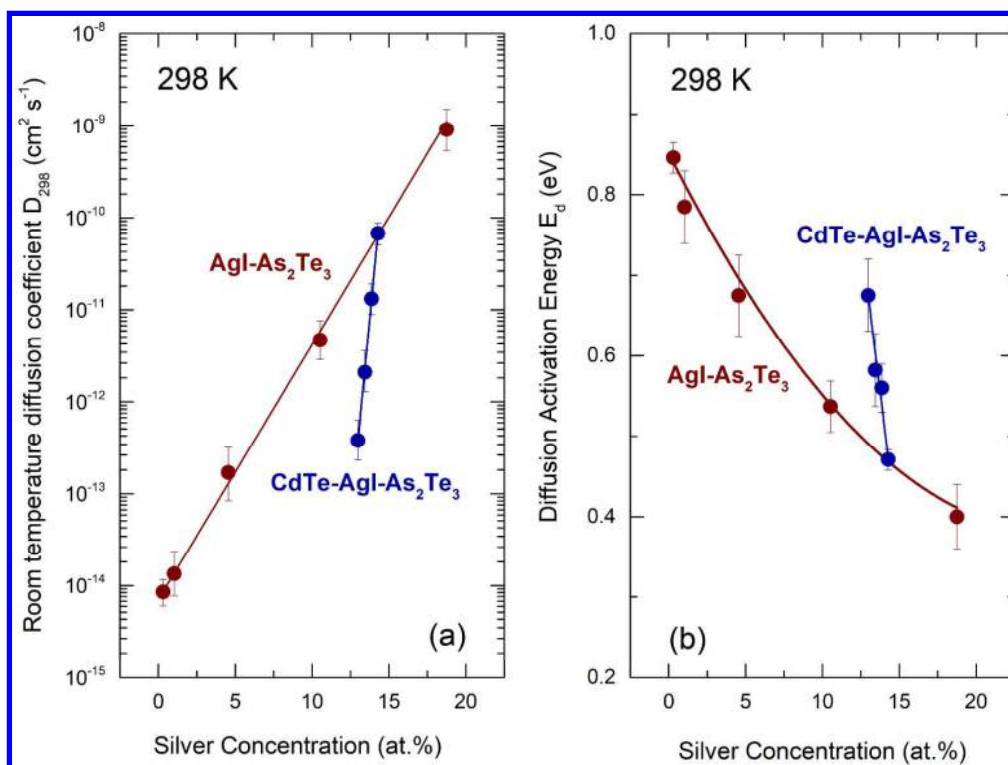 298 K
AgI-As₂Te₃
CdTe-AgI-As₂Te₃
(a)
Room temperature diffusion coefficient D₂₉₈ (cm² s⁻¹)
10⁻⁸
10⁻⁹
10⁻¹⁰
10⁻¹¹
10⁻¹²
10⁻¹³
10⁻¹⁴
10⁻¹⁵
0 5 10 15 20
Silver Concentration (at.%)
298 K
CdTe-AgI-As₂Te₃
AgI-As₂Te₃
(b)
Diffusion Activation Energy E_d (eV)
1.0
0.8
0.6
0.4
0.2
0 5 10 15 20
Silver Concentration (at.%)